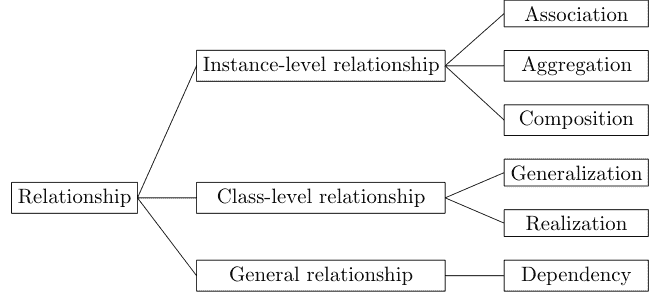 Relationship
Instance-level relationship
Association
Aggregation
Composition
Class-level relationship
Generalization
Realization
General relationship
Dependency